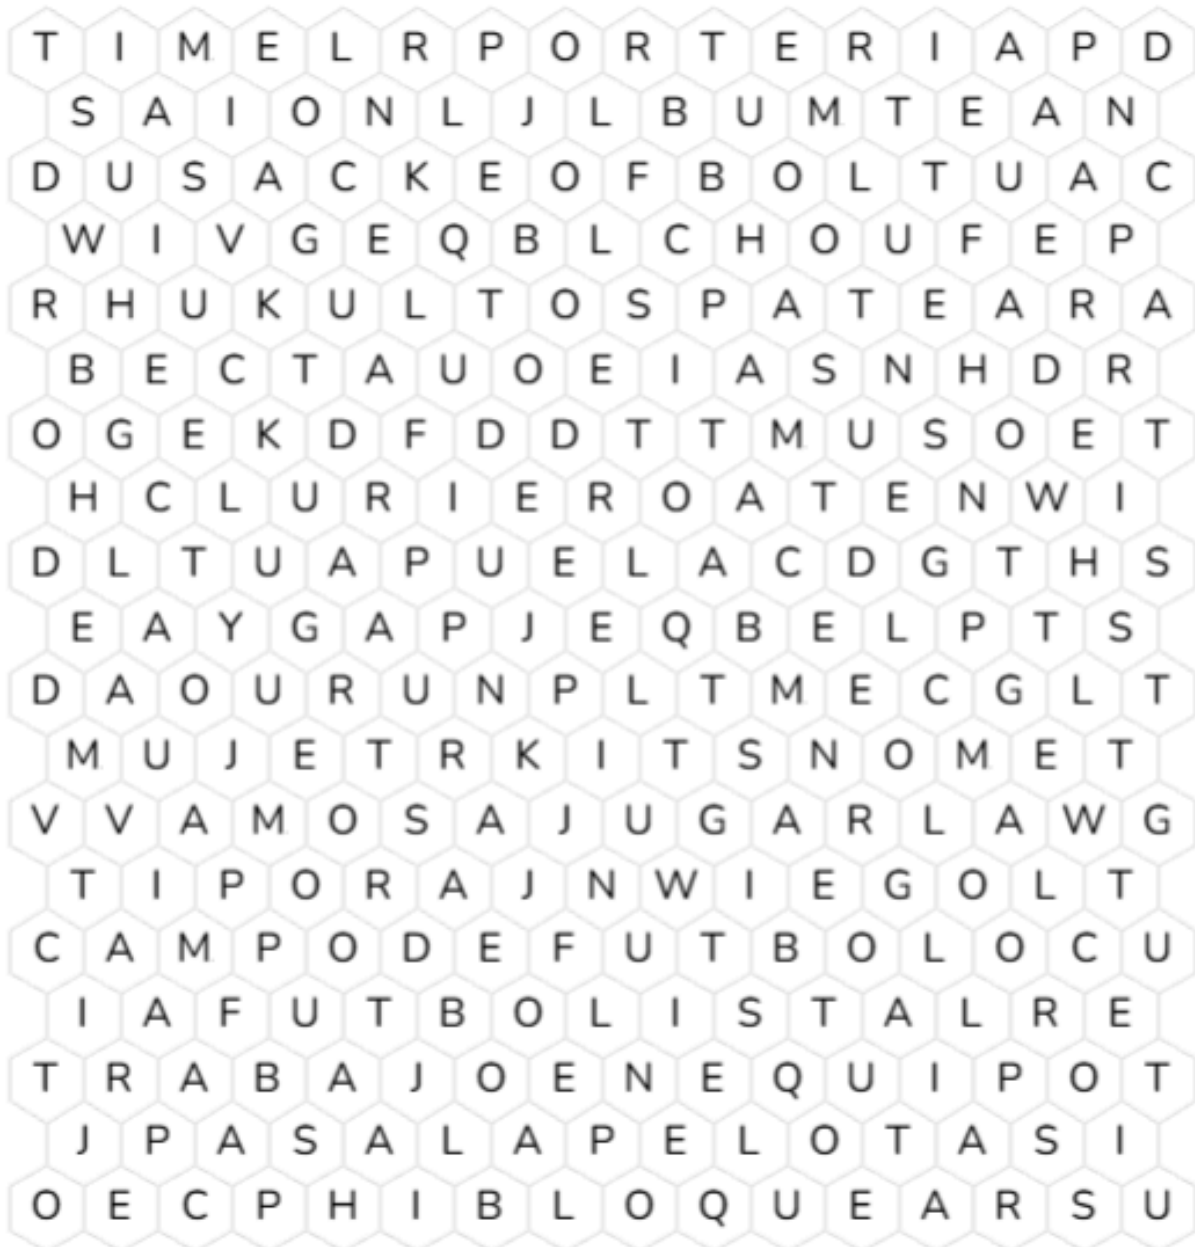 T I M E L R P O R T E R I A P D
S A I O N L J L B U M T E A N
D U S A C K E O F B O L T U A C
W I V G E Q B L C H O U F E P
R H U K U L T O S P A T E A R A
B E C T A U O E I A S N H D R
O G E K D F D D T T M U S O E T
H C L U R I E R O A T E N W I
D L T U A P U E L A C D G T H S
E A Y G A P J E Q B E L P T S
D A O U R U N P L T M E C G L T
M U J E T R K I T S N O M E T
V V A M O S A J U G A R L A W G
T I P O R A J N W I E G O L T
C A M P O D E F U T B O L O C U
I A F U T B O L I S T A L R E
T R A B A J O E N E Q U I P O T
J P A S A L A P E L O T A S I
O E C P H I B L O Q U E A R S U